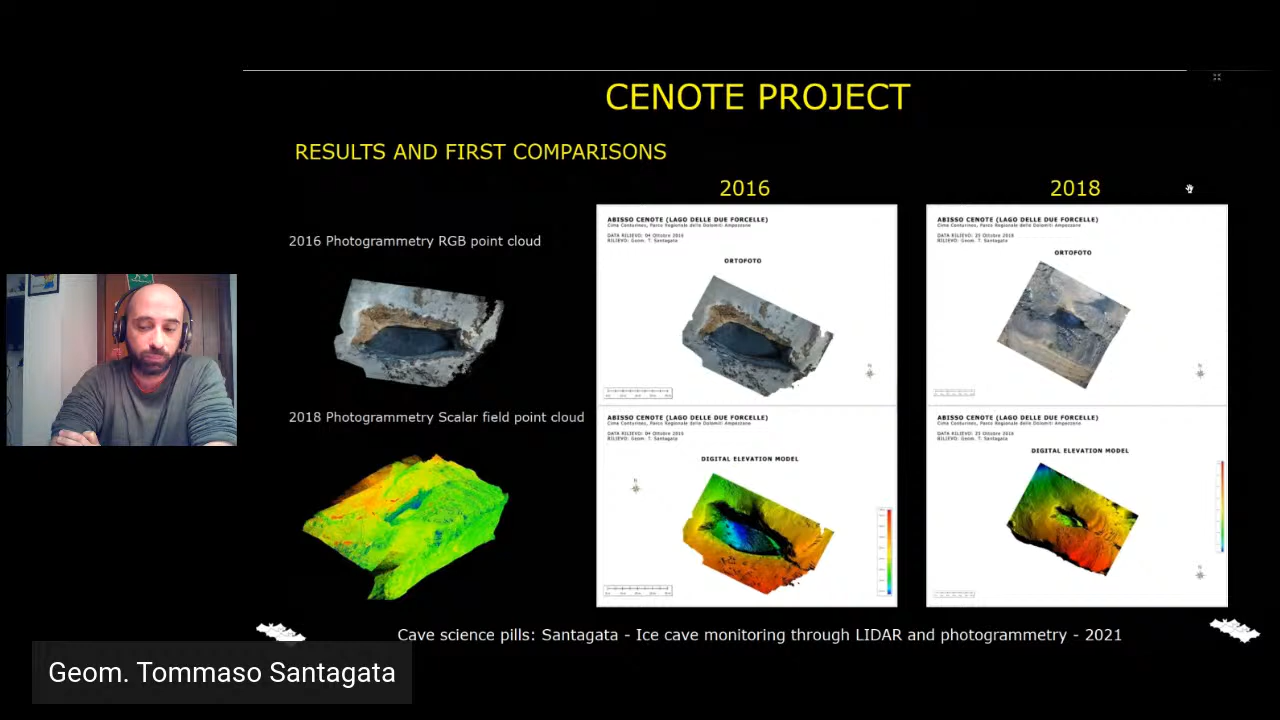 CENOTE PROJECT
RESULTS AND FIRST COMPARISONS
2016
2018
2016 Photogrammetry RGB point cloud
2018 Photogrammetry Scalar field point cloud
ABISSO CENOTE (LAGO DELLE DUE FORCELLE)
Cima Conturines, Parco Regionale delle Dolomiti Ampezzane
DATA RILIEVO: 04 Ottobre 2016
RILIEVO: Geom. T. Santagata
ORTOFOTO
N
ABISSO CENOTE (LAGO DELLE DUE FORCELLE)
Cima Conturines, Parco Regionale delle Dolomiti Ampezzane
DATA RILIEVO: 25 Ottobre 2018
RILIEVO: Geom. T. Santagata
ORTOFOTO
N
ABISSO CENOTE (LAGO DELLE DUE FORCELLE)
Cima Conturines, Parco Regionale delle Dolomiti Ampezzane
DATA RILIEVO: 04 Ottobre 2016
RILIEVO: Geom. T. Santagata
DIGITAL ELEVATION MODEL
N
ABISSO CENOTE (LAGO DELLE DUE FORCELLE)
Cima Conturines, Parco Regionale delle Dolomiti Ampezzane
DATA RILIEVO: 25 Ottobre 2018
RILIEVO: Geom. T. Santagata
DIGITAL ELEVATION MODEL
N
Cave science pills: Santagata - Ice cave monitoring through LIDAR and photogrammetry - 2021
Geom. Tommaso Santagata